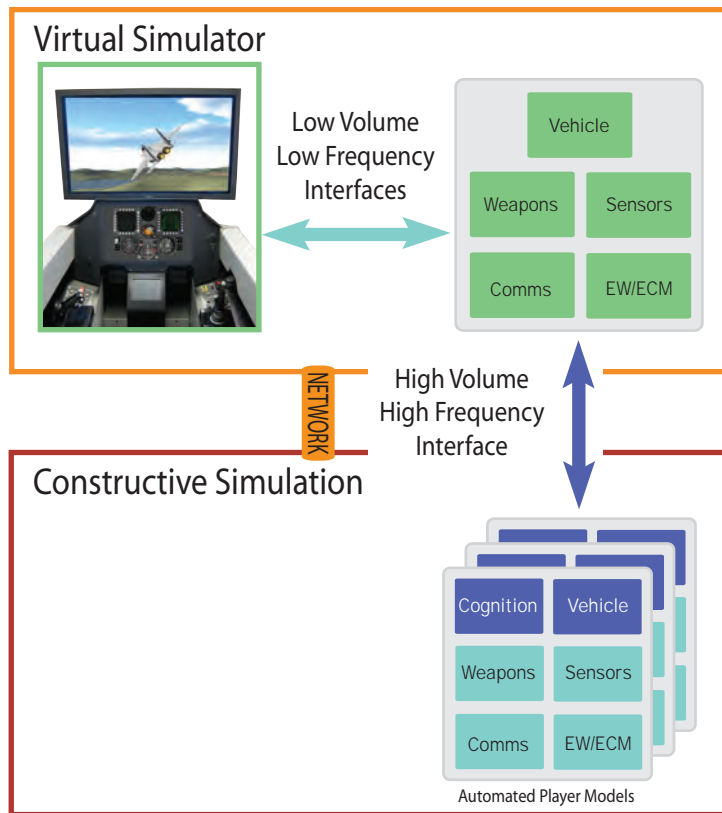 Virtual Simulator
Low Volume
Low Frequency
Interfaces
Vehicle
Weapons
Sensors
Comms
EW/ECM
NETWORK
High Volume
High Frequency
Interface
Constructive Simulation
Cognition
Vehicle
Weapons
Sensors
Comms
EW/ECM
Automated Player Models